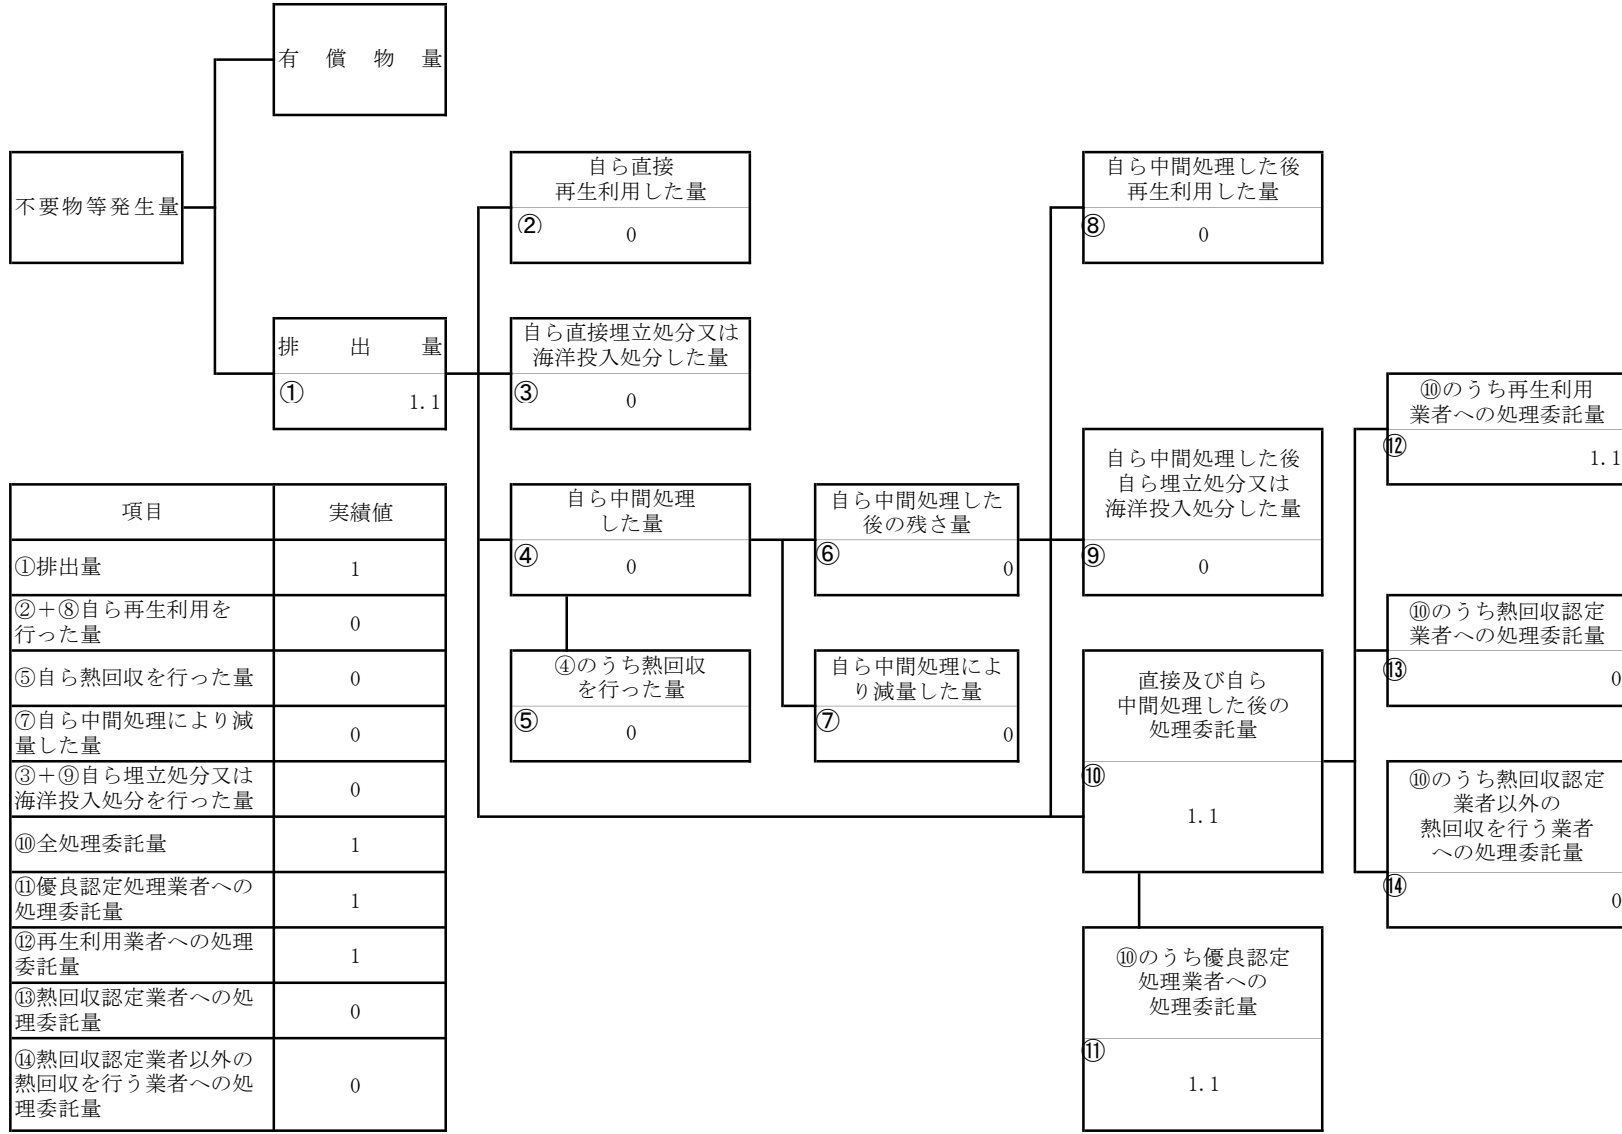 有償物量
不要物等発生量
排出量
①
1.1
自ら直接
再生利用した量
②
0
自ら直接埋立処分又は
海洋投入処分した量
③
0
自ら中間処理
した量
④
0
④のうち熱回収
を行った量
⑤
0
自ら中間処理した
後の残さ量
⑥
0
自ら中間処理によ
り減量した量
⑦
0
自ら中間処理した後
再生利用した量
⑧
0
自ら中間処理した後
自ら埋立処分又は
海洋投入処分した量
⑨
0
直接及び自ら
中間処理した後の
処理委託量
⑩
1.1
⑩のうち優良認定
処理業者への
処理委託量
⑪
1.1
⑩のうち再生利用
業者への処理委託量
⑫
1.1
⑩のうち熱回収認定
業者への処理委託量
⑬
0
⑩のうち熱回収認定
業者以外の
熱回収を行う業者
への処理委託量
⑭
0
項目 実績値
①排出量 1
②+⑧自ら再生利用を
行った量 0
⑤自ら熱回収を行った量 0
⑦自ら中間処理により減
量した量 0
③+⑨自ら埋立処分又は
海洋投入処分を行った量 0
⑩全処理委託量 1
⑪優良認定処理業者への
処理委託量 1
⑫再生利用業者への処理
委託量 1
⑬熱回収認定業者への処
理委託量 0
⑭熱回収認定業者以外の
熱回収を行う業者への処
理委託量 0